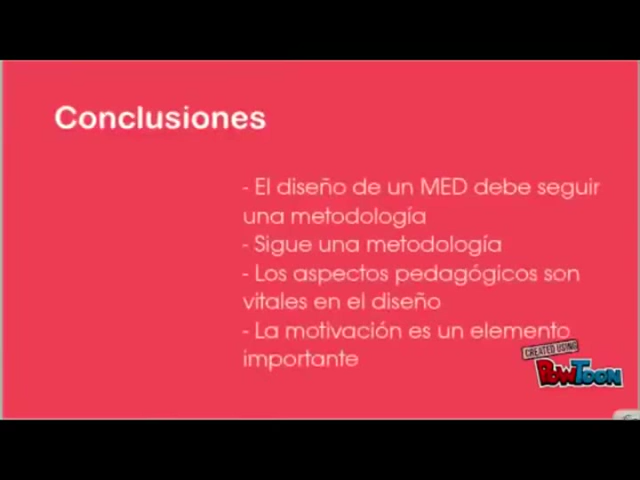 Conclusiones
- El diseño de un MED debe seguir
una metodología
- Sigue una metodología
- Los aspectos pedagógicos son
vitales en el diseño
- La motivación es un elemento
importante
CREATED USING
POWTOON